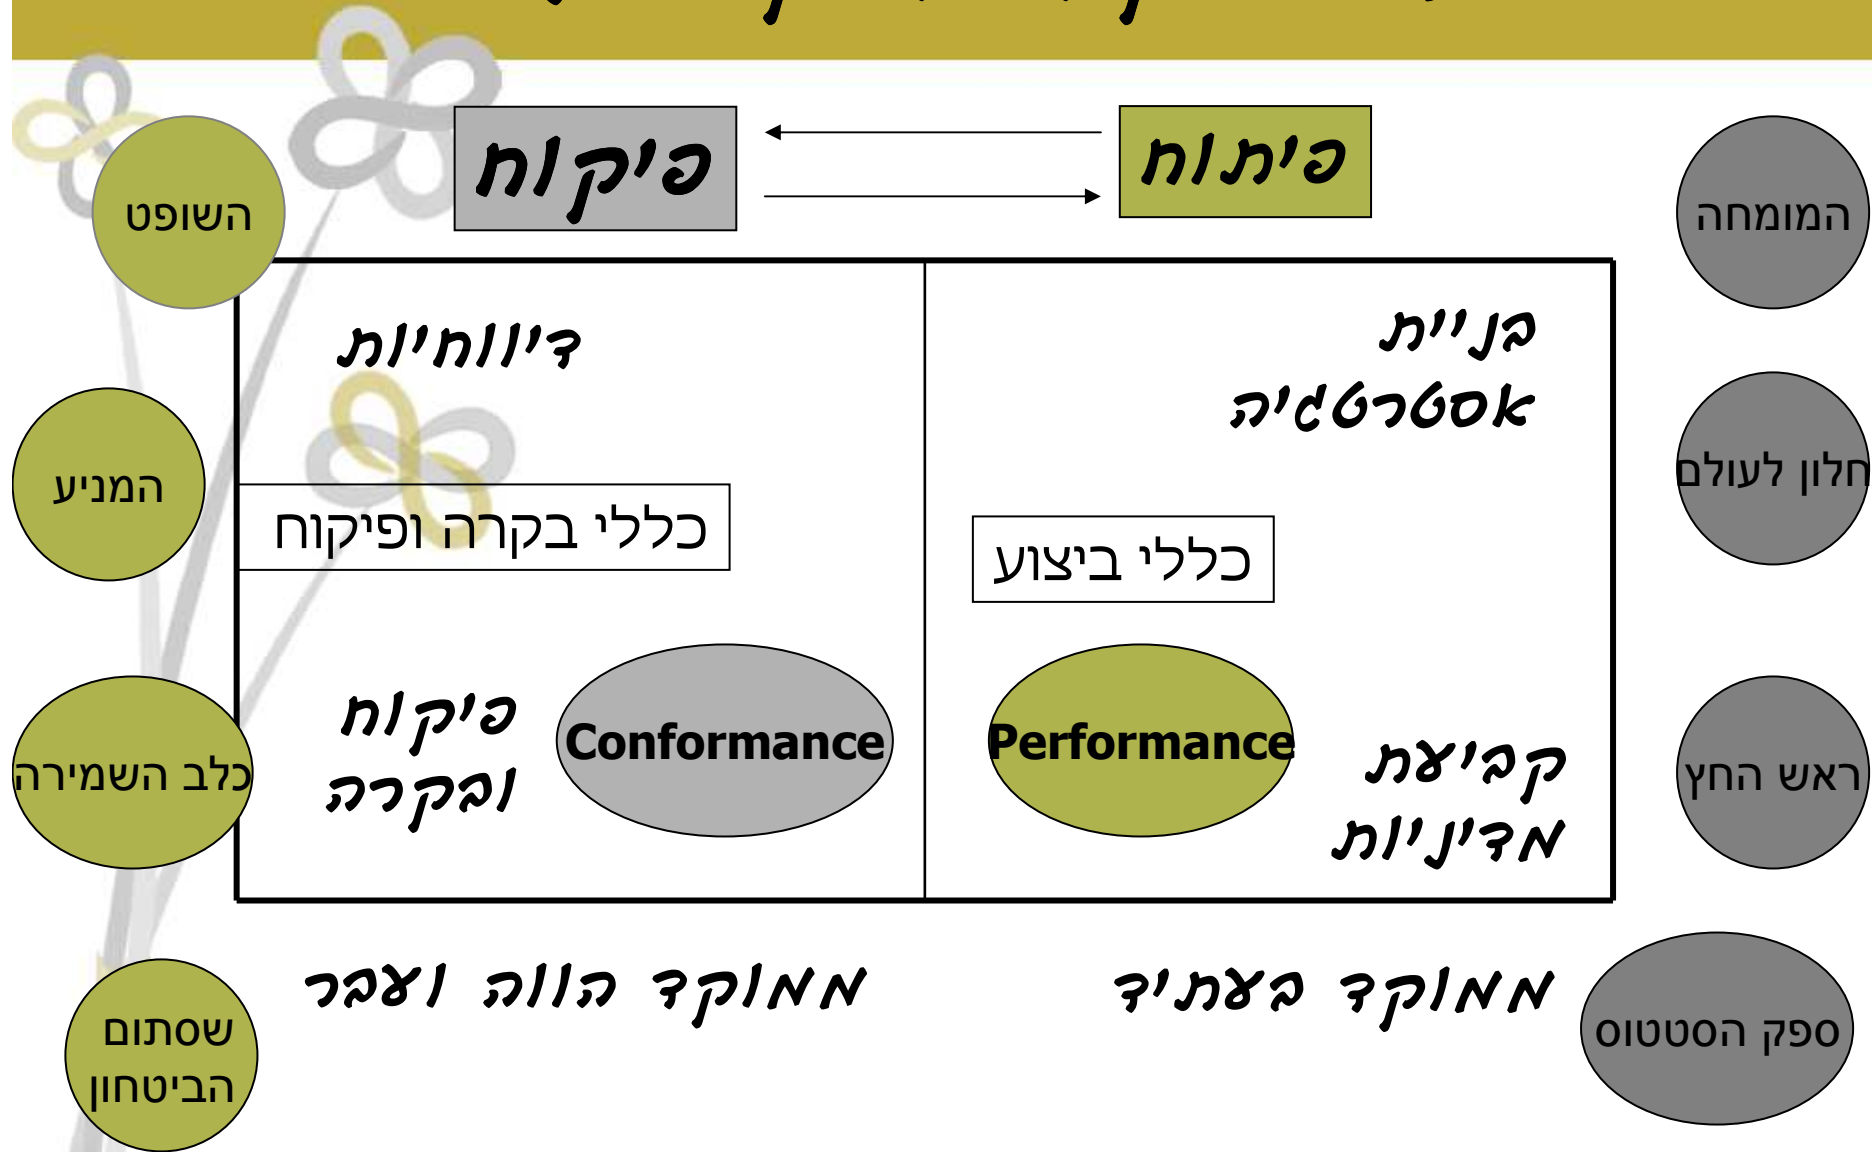 פיתוח
פיקוח
המומחה
השופט
בניית
אסטרטגיה
דיווחיות
חלון לעולם
המניע
כללי ביצוע
כללי בקרה ופיקוח
ראש החץ
קביעת
מדיניות
Performance
Conformance
פיקוח
ובקרה
כלב השמירה
ספק הסטטוס
ממוקד בעתיד
ממוקד הווה ועבר
שסתום
הביטחון